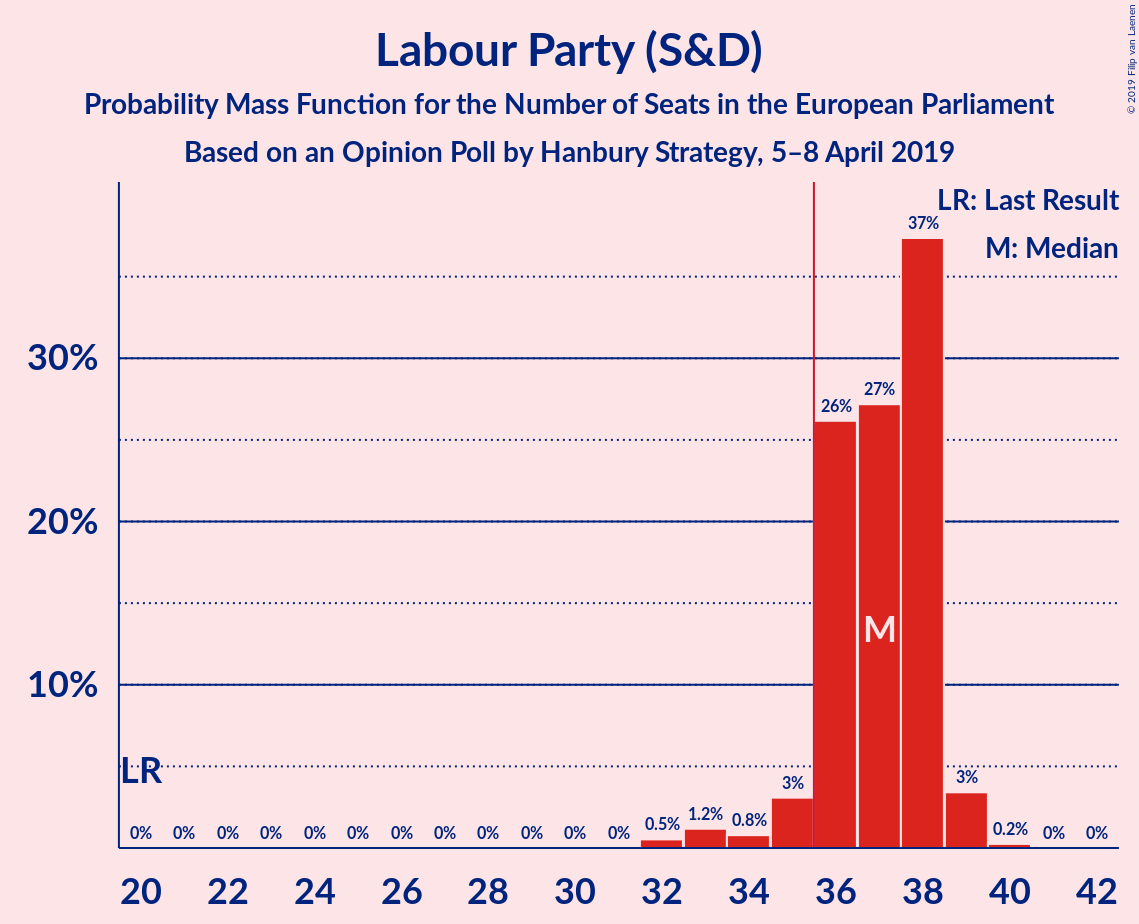 Labour Party (S&D)
Probability Mass Function for the Number of Seats in the European Parliament
Based on an Opinion Poll by Hanbury Strategy, 5–8 April 2019
© 2019 Filip van Laenen
LR: Last Result
M: Median
30%
20%
10%
LR
M
0% 0% 0% 0% 0% 0% 0% 0% 0% 0% 0% 0% 0.5% 1.2% 0.8% 3% 26% 27% 37% 3% 0.2% 0% 0%
20 22 24 26 28 30 32 34 36 38 40 42